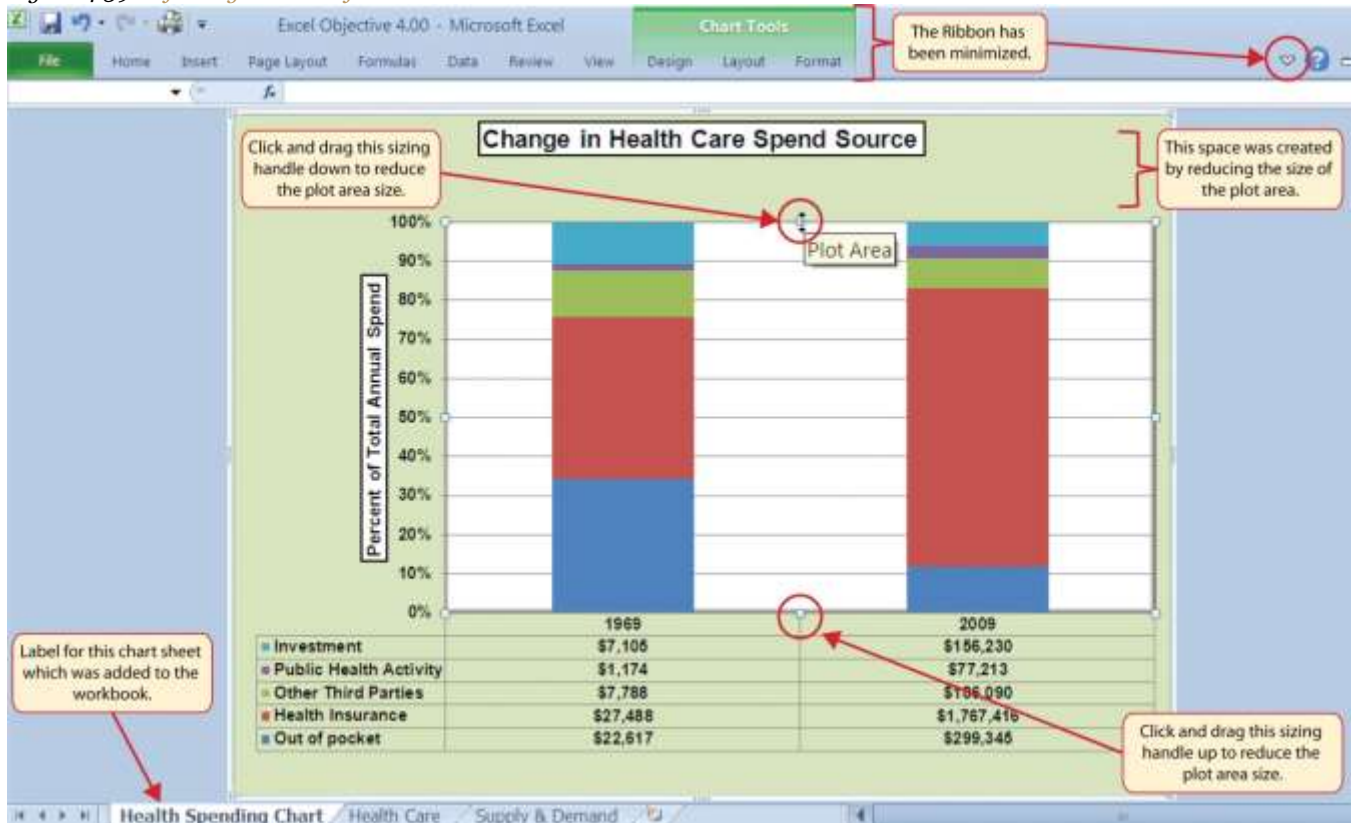 Excel Objective 4.00 - Microsoft Excel
Chart Tools
File Home Insert Page Layout Formulas Data Review View Design Layout Format
The Ribbon has
been minimized.
fx
Click and drag this sizing
handle down to reduce
the plot area size.
Change in Health Care Spend Source
This space was created
by reducing the size of
the plot area.
Plot Area
Percent of Total Annual Spend
100%
90%
80%
70%
60%
50%
40%
30%
20%
10%
0%
1969 2009
Investment $7,105 $156,230
Public Health Activity $1,174 $77,213
Other Third Parties $7,788
Health Insurance $27,488 $1,767,416
Out of pocket $22,617 $299,345
Label for this chart sheet
which was added to the
workbook.
Click and drag this sizing
handle up to reduce the
plot area size.
Health Spending Chart Health Care Supply & Demand